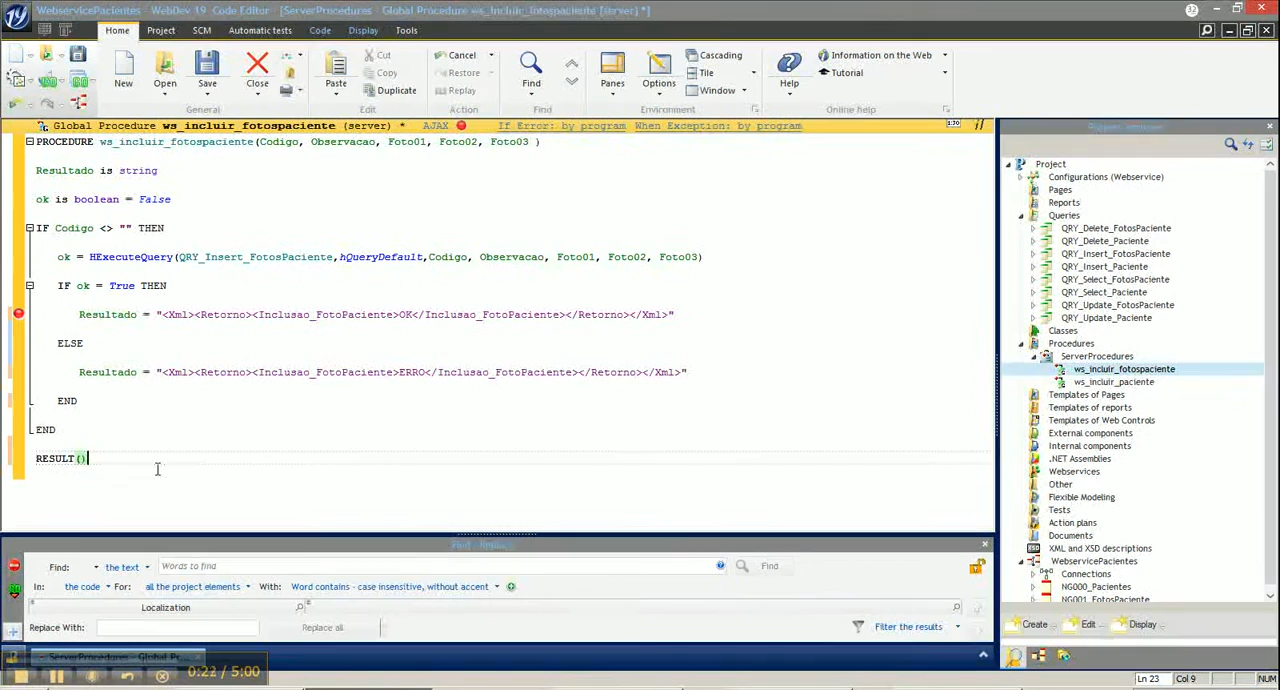 WebservicePacientes - WebDev 19 - Code Editor - [ServerProcedures - Global Procedure ws_incluir_fotospaciente [server] *]
32
Home Project SCM Automatic tests Code Display Tools
New Open Save Close
General
Paste Cut
Copy
Duplicate
Edit
Cancel
Restore
Replay
Action
Find
Find
Panes Options Cascading
Tile
Window
Environment
Help Information on the Web
Tutorial
Online help
Global Procedure ws_incluir_fotospaciente (server) * AJAX If Error: by program When Exception: by program
PROCEDURE ws_incluir_fotospaciente(Codigo, Observacao, Foto01, Foto02, Foto03 )
Resultado is string
ok is boolean = False
IF Codigo <> "" THEN
ok = HExecuteQuery(QRY_Insert_FotosPaciente,hQueryDefault,Codigo, Observacao, Foto01, Foto02, Foto03)
IF ok = True THEN
Resultado = "<Xml><Retorno><Inclusao_FotoPaciente>OK</Inclusao_FotoPaciente></Retorno></Xml>"
ELSE
Resultado = "<Xml><Retorno><Inclusao_FotoPaciente>ERRO</Inclusao_FotoPaciente></Retorno></Xml>"
END
END
RESULT()
Project
Configurations (Webservice)
Pages
Reports
Queries
QRY_Delete_FotosPaciente
QRY_Delete_Paciente
QRY_Insert_FotosPaciente
QRY_Insert_Paciente
QRY_Select_FotosPaciente
QRY_Select_Paciente
QRY_Update_FotosPaciente
QRY_Update_Paciente
Classes
Procedures
ServerProcedures
ws_incluir_fotospaciente
ws_incluir_paciente
Templates of Pages
Templates of reports
Templates of Web Controls
External components
Internal components
.NET Assemblies
Webservices
Other
Flexible Modeling
Tests
Action plans
Documents
XML and XSD descriptions
WebservicePacientes
Connections
NG000_Pacientes
NG001_FotosPaciente
Create Edit Display
Find - Replace
Find: the text Words to find Find
In: the code For: all the project elements With: Word contains - case insensitive, without accent
Localization
Replace With: Replace all Filter the results
ServerProcedures - Global Pr...
0:22 / 5:00
Ln 23 Col 9 NUM